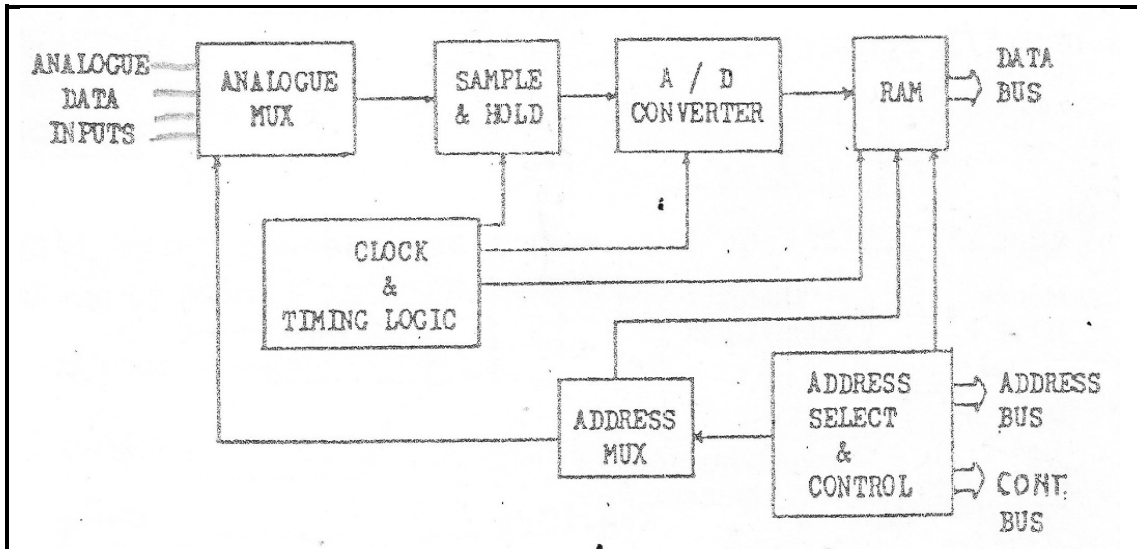 ANALOGUE
DATA
INPUTS
ANALOGUE
MUX
SAMPLE
& HOLD
A / D
CONVERTER
RAM
DATA
BUS
CLOCK
&
TIMING LOGIC
ADDRESS
MUX
ADDRESS
SELECT
&
CONTROL
ADDRESS
BUS
CONT.
BUS